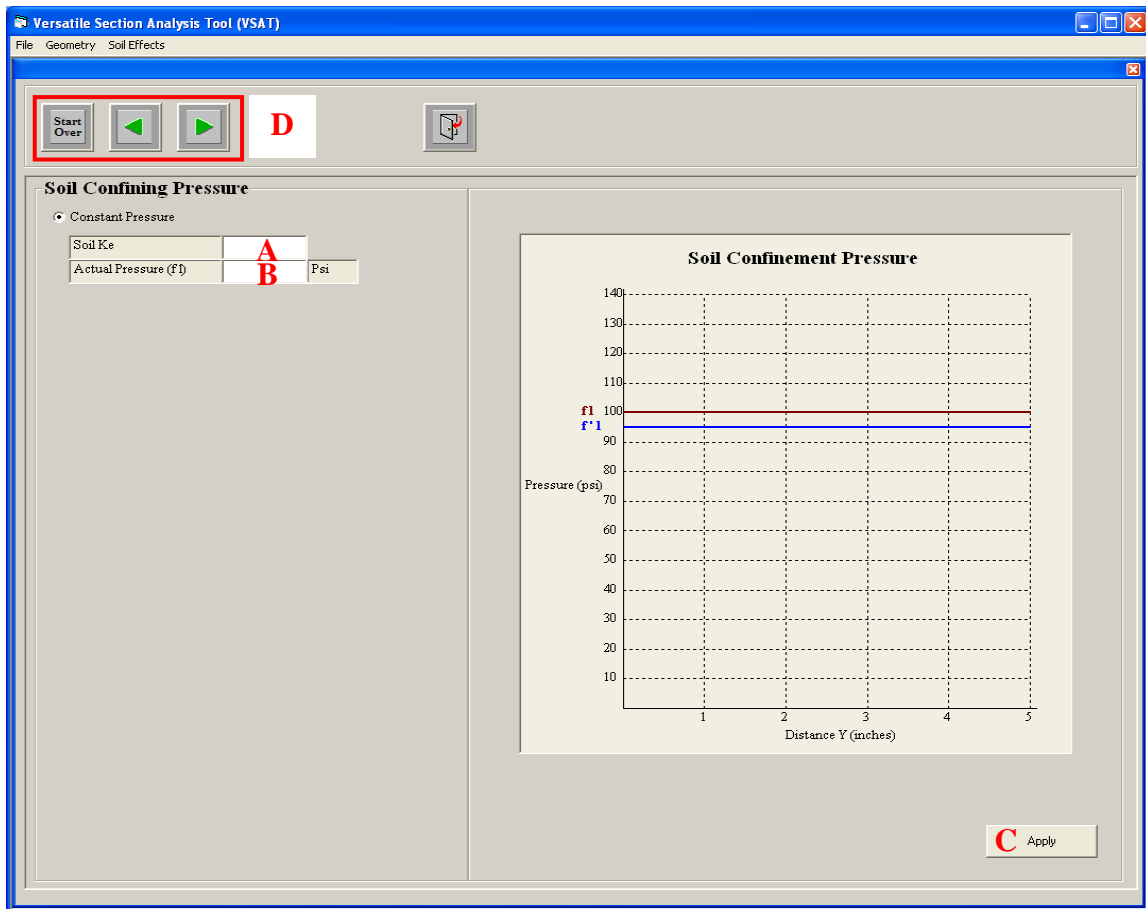 Versatile Section Analysis Tool (VSAT)
File Geometry Soil Effects
Start
Over
D
Soil Confining Pressure
Constant Pressure
Soil Ke
A
Actual Pressure (f l)
B
Psi
Soil Confinement Pressure
140
130
120
110
fl 100
f'l
90
80
Pressure (psi)
70
60
50
40
30
20
10
1 2 3 4 5
Distance Y (inches)
C Apply